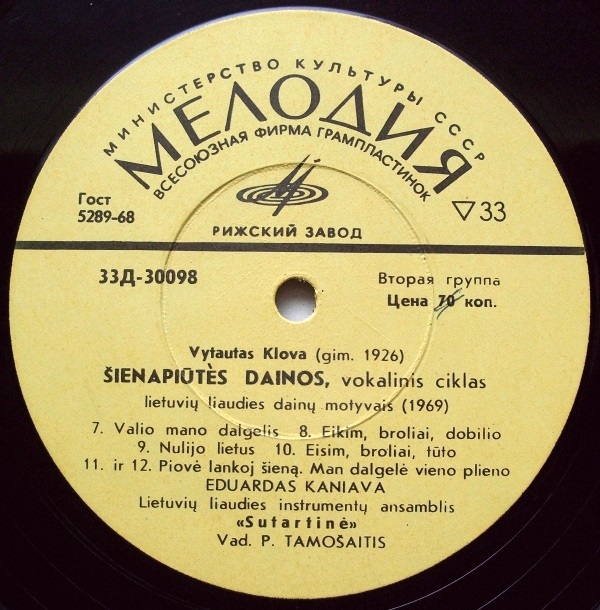 МИНИСТЕРСТВО КУЛЬТУРЫ СССР
МЕЛОДИЯ
ВСЕСОЮЗНАЯ ФИРМА ГРАМПЛАСТИНОК
Гост
5289-68
▽33
РИЖСКИЙ ЗАВОД
33Д-30098
Вторая группа
Цена 70 коп.
Vytautas Klova (gim. 1926)
ŠIENAPIŪTĖS DAINOS, vokalinis ciklas
lietuvių liaudies dainų motyvais (1969)
7. Valio mano dalgelis 8. Eikim, broliai, dobilio
9. Nulijo lietus 10. Eisim, broliai, tūto
11. ir 12. Piovė lankoj šieną. Man dalgelė vieno plieno
EDUARDAS KANIAVA
Lietuvių liaudies instrumentų ansamblis
«Sutartinė»
Vad. P. TAMOŠAITIS